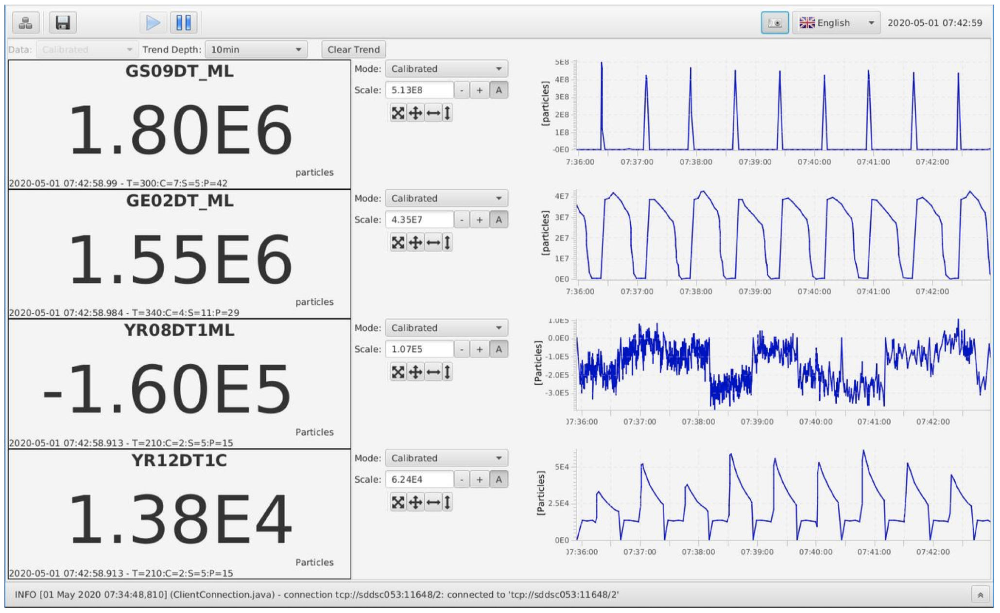 English 2020-05-01 07:42:59
Data: Calibrated Trend Depth: 10min Clear Trend
GS09DT_ML
1.80E6
particles
2020-05-01 07:42:58.99 - T=300:C=7:S=5:P=42
Mode: Calibrated
Scale: 5.13E8 - + A
[particles]
5E8
4E8
3E8
2E8
1E8
-0E0
7:36:00 07:37:00 07:38:00 07:39:00 07:40:00 07:41:00 07:42:00
GE02DT_ML
1.55E6
particles
2020-05-01 07:42:58.984 - T=340:C=4:S=11:P=29
Mode: Calibrated
Scale: 4.35E7 - + A
[particles]
4E7
3E7
2E7
1E7
0E0
7:36:00 07:37:00 07:38:00 07:39:00 07:40:00 07:41:00 07:42:00
YR08DT1ML
-1.60E5
Particles
2020-05-01 07:42:58.913 - T=210:C=2:S=5:P=15
Mode: Calibrated
Scale: 1.07E5 - + A
[Particles]
1.0E5
0.0E0
-1.0E5
-2.0E5
-3.0E5
07:36:00 07:37:00 07:38:00 07:39:00 07:40:00 07:41:00 07:42:00
YR12DT1C
1.38E4
Particles
2020-05-01 07:42:58.913 - T=210:C=2:S=5:P=15
Mode: Calibrated
Scale: 6.24E4 - + A
[Particles]
5E4
2.5E4
0E0
07:36:00 07:37:00 07:38:00 07:39:00 07:40:00 07:41:00 07:42:00
INFO [01 May 2020 07:34:48,810] (ClientConnection.java) - connection tcp://sddsc053:11648/2: connected to 'tcp://sddsc053:11648/2'